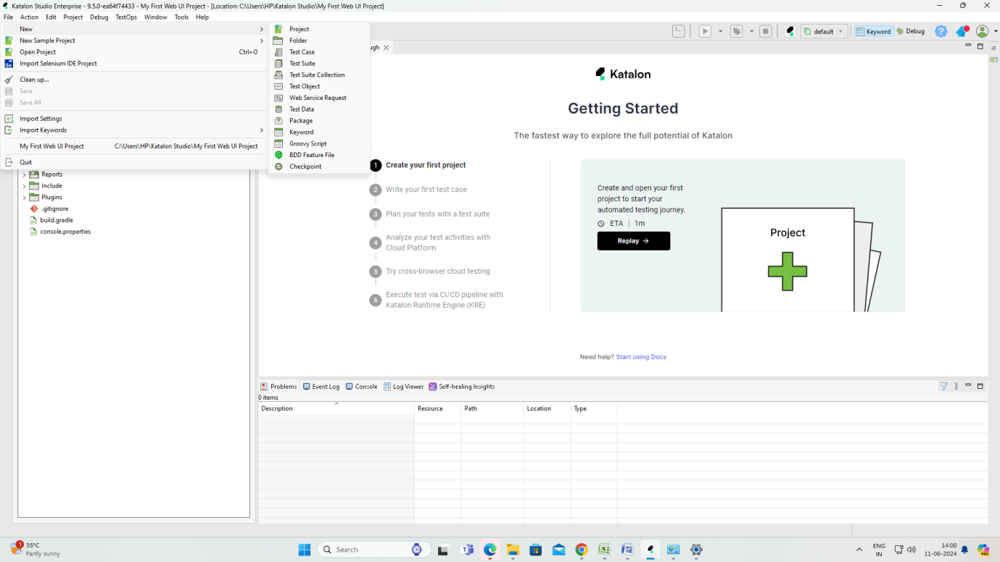 Katalon Studio Enterprise - 9.5.0-ea64f74433 - My First Web UI Project - [Location: C:\Users\HP\Katalon Studio\My First Web UI Project]
File Action Edit Project Debug TestOps Window Tools Help
New
New Sample Project
Open Project Ctrl+O
Import Selenium IDE Project
Clean up...
Save
Save All
Import Settings
Import Keywords
My First Web UI Project C:\Users\HP\Katalon Studio\My First Web UI Project
Quit
Project
Folder
Test Case
Test Suite
Test Suite Collection
Test Object
Web Service Request
Test Data
Package
Keyword
Groovy Script
BDD Feature File
Checkpoint
default Keyword Debug
ugh
Reports
Include
Plugins
.gitignore
build.gradle
console.properties
Katalon
Getting Started
The fastest way to explore the full potential of Katalon
1 Create your first project
2 Write your first test case
3 Plan your tests with a test suite
4 Analyze your test activities with
Cloud Platform
5 Try cross-browser cloud testing
6 Execute test via CI/CD pipeline with
Katalon Runtime Engine (KRE)
Create and open your first
project to start your
automated testing journey.
ETA | 1m
Replay →
Project
Need help? Start using Docs
Problems Event Log Console Log Viewer Self-healing Insights
0 items
Description Resource Path Location Type
1
35°C
Partly sunny
Search
ENG
IN
14:00
11-06-2024
PRE